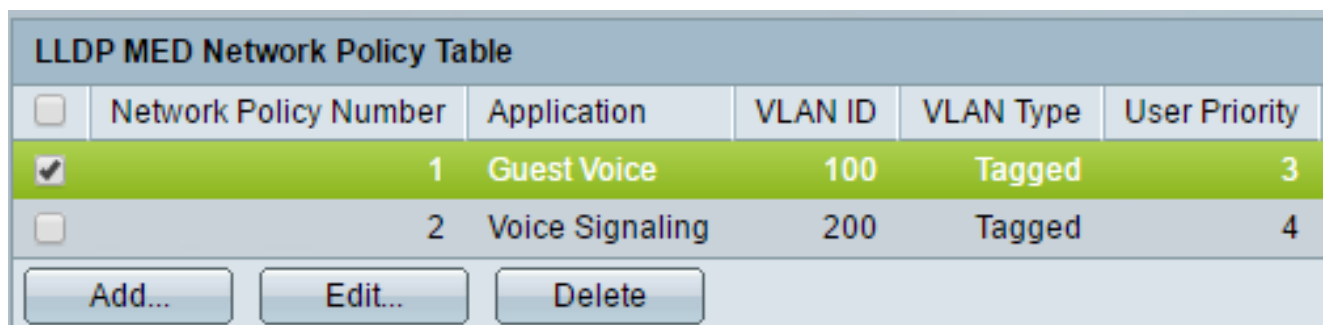 LLDP MED Network Policy Table
Network Policy Number Application VLAN ID VLAN Type User Priority
1 Guest Voice 100 Tagged 3
2 Voice Signaling 200 Tagged 4
Add... Edit... Delete